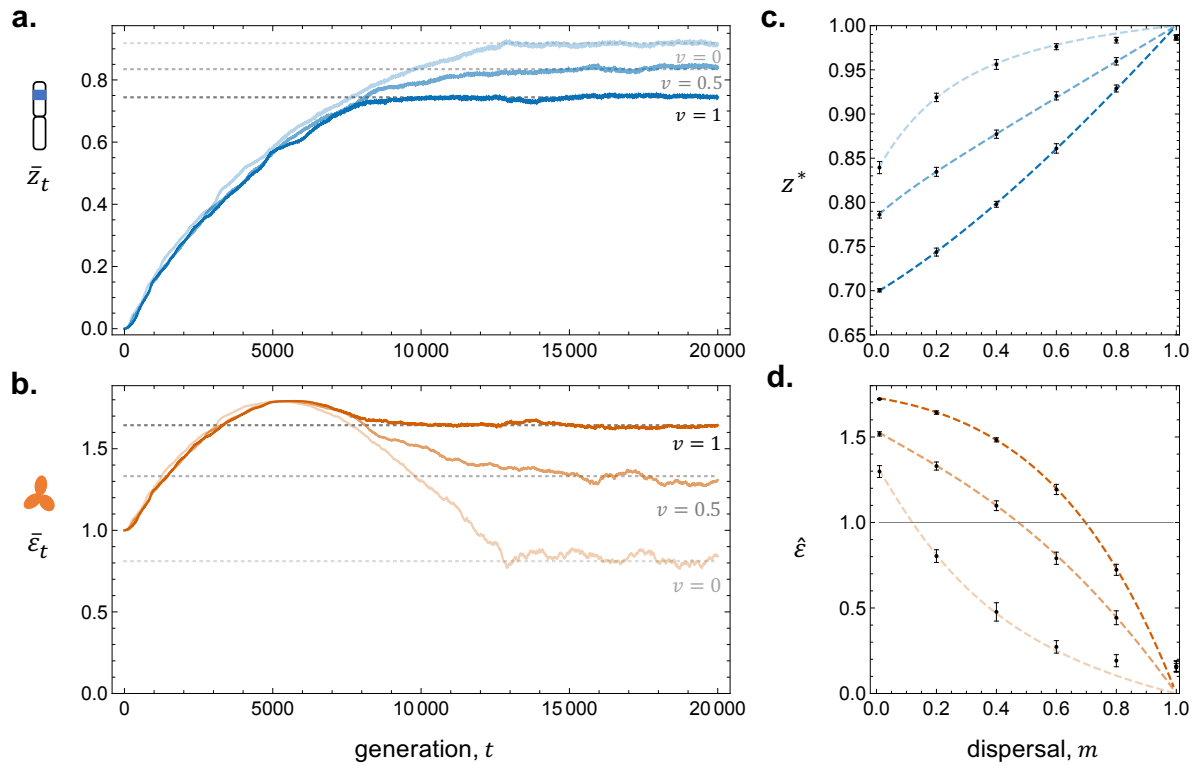 a.
0.8
0.6
0.4
0.2
0.0
z̄ₜ
v = 0
v = 0.5
v = 1
0
5000
10 000
15 000
20 000
b.
1.5
1.0
0.5
0.0
ε̄ₜ
v = 1
v = 0.5
v = 0
0
5000
10 000
15 000
20 000
generation, t
c.
1.00
0.95
0.90
0.85
0.80
0.75
0.70
0.65
z*
0.0 0.2 0.4 0.6 0.8 1.0
d.
1.5
1.0
0.5
0.0
ε̂
0.0 0.2 0.4 0.6 0.8 1.0
dispersal, m